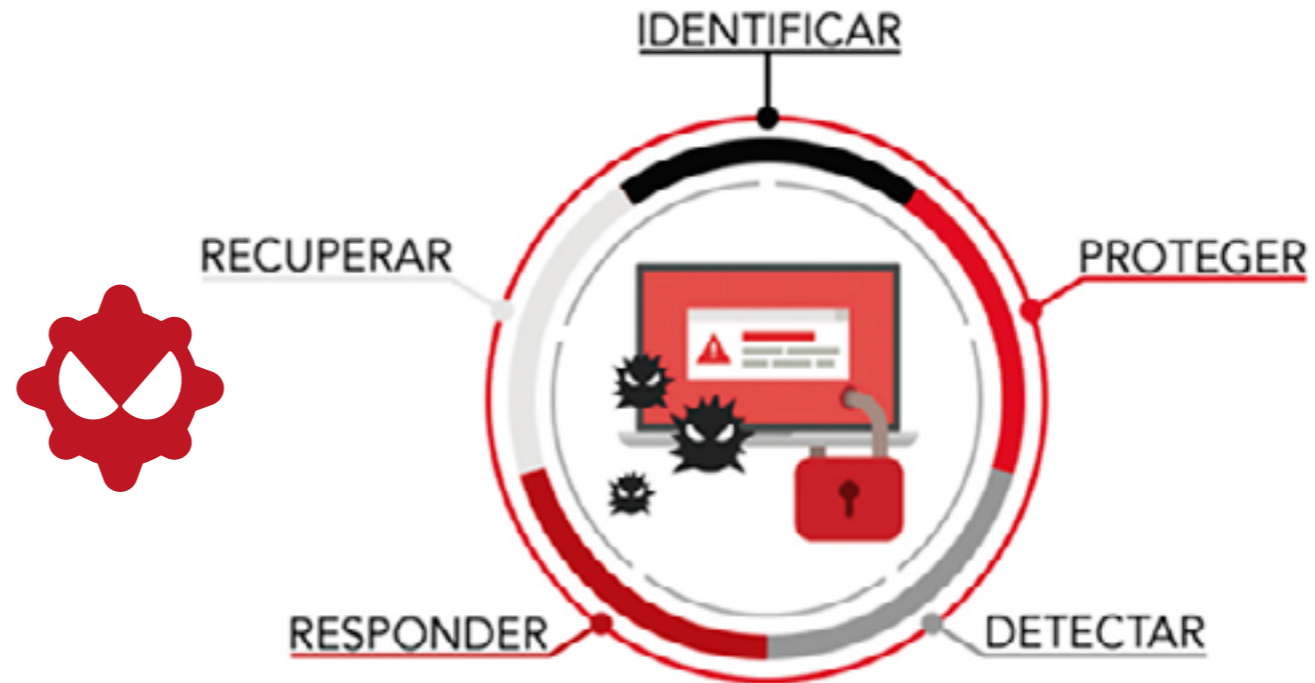 IDENTIFICAR
RECUPERAR
PROTEGER
RESPONDER
DETECTAR